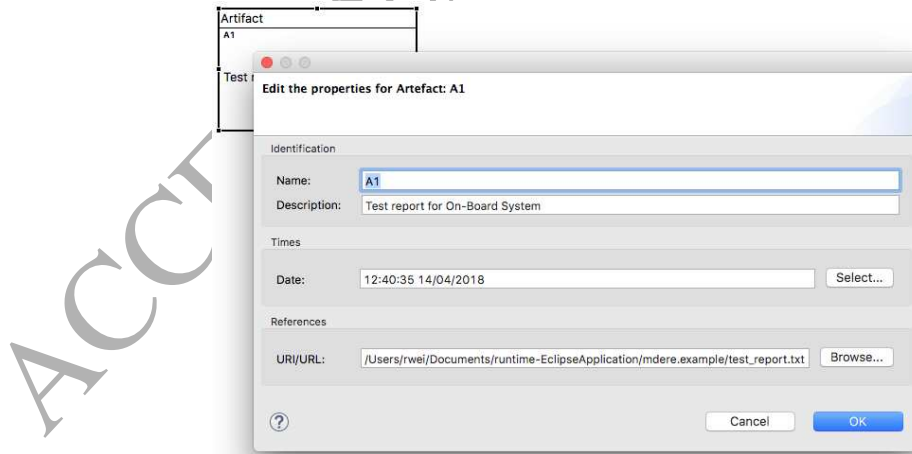 Artifact
A1
Test r
Edit the properties for Artefact: A1
Identification
Name: A1
Description: Test report for On-Board System
Times
Date: 12:40:35 14/04/2018 Select...
References
URI/URL: /Users/rwei/Documents/runtime-EclipseApplication/mdere.example/test_report.txt Browse...
? Cancel OK